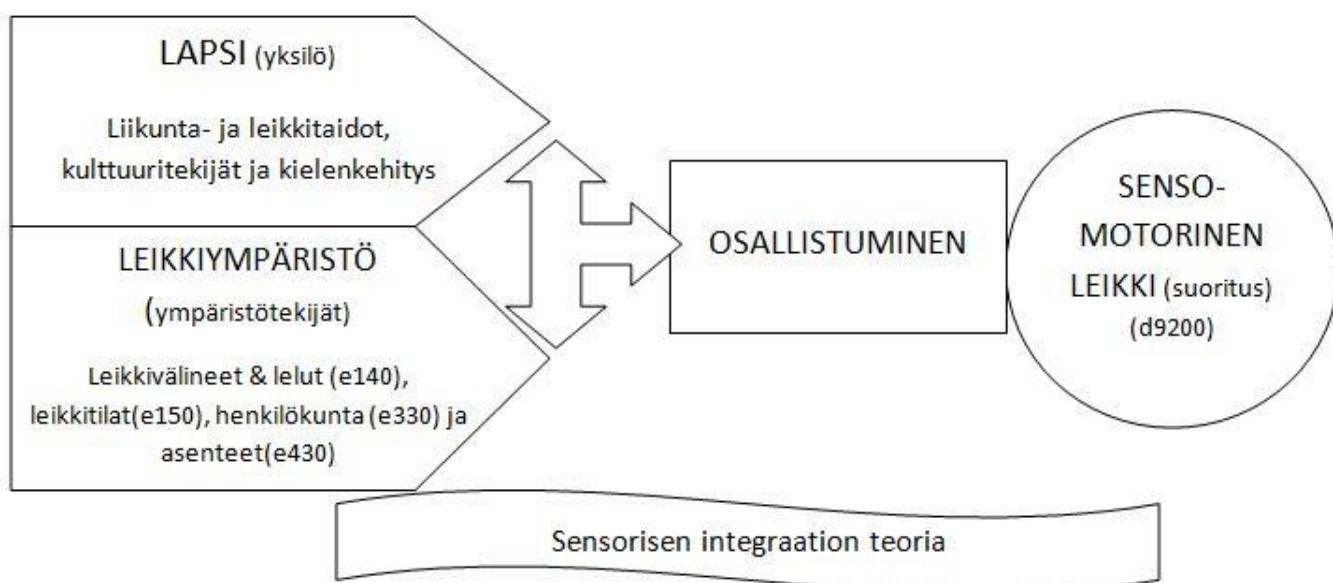 LAPSI (yksilö)
Liikunta- ja leikkitaidot,
kulttuuritekijät ja kielenkehitys
LEIKKIYMPÄRISTÖ
(ympäristötekijät)
Leikkivälineet & lelut (e140),
leikkitilat(e150), henkilökunta (e330) ja
asenteet(e430)
OSALLISTUMINEN
SENSO-
MOTORINEN
LEIKKI (suoritus)
(d9200)
Sensorisen integraation teoria